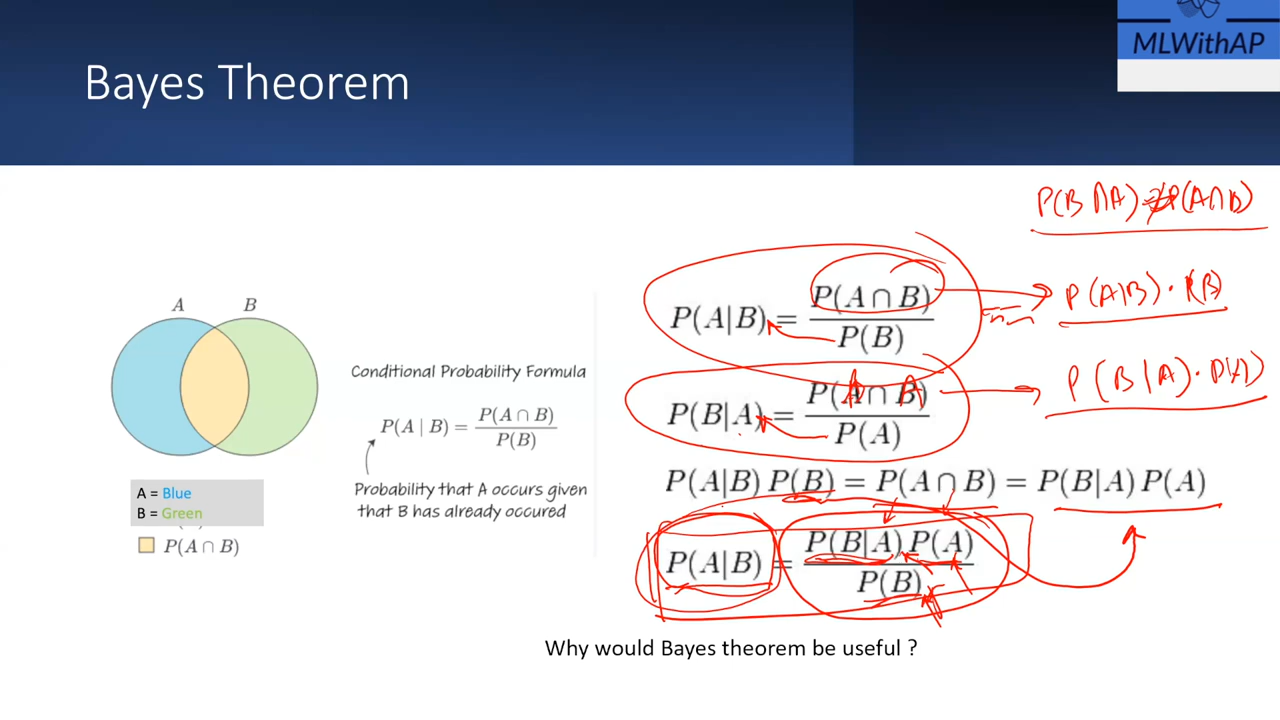 MLWithAP
Bayes Theorem
P(B ∩ A) = P(A ∩ B)
A B
Conditional Probability Formula
P(A | B) = P(A ∩ B) / P(B)
Probability that A occurs given
that B has already occured
A = Blue
B = Green
P(A ∩ B)
P(A|B) = P(A ∩ B) / P(B)
P(A|B) · P(B)
P(B|A) = P(A ∩ B) / P(A)
P(B|A) · P(A)
P(A|B) P(B) = P(A ∩ B) = P(B|A) P(A)
P(A|B) = P(B|A) P(A) / P(B)
Why would Bayes theorem be useful ?